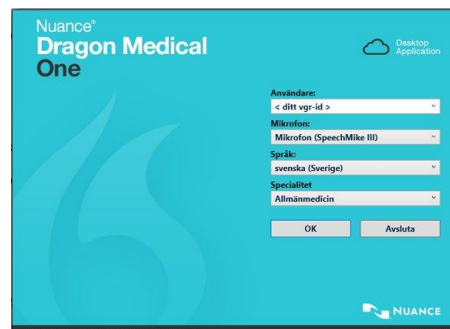 Nuance®
Dragon Medical
One
Desktop
Application
Användare:
< ditt vgr-id >
Mikrofon:
Mikrofon (SpeechMike III)
Språk:
svenska (Sverige)
Specialitet
Allmänmedicin
OK Avsluta
NUANCE